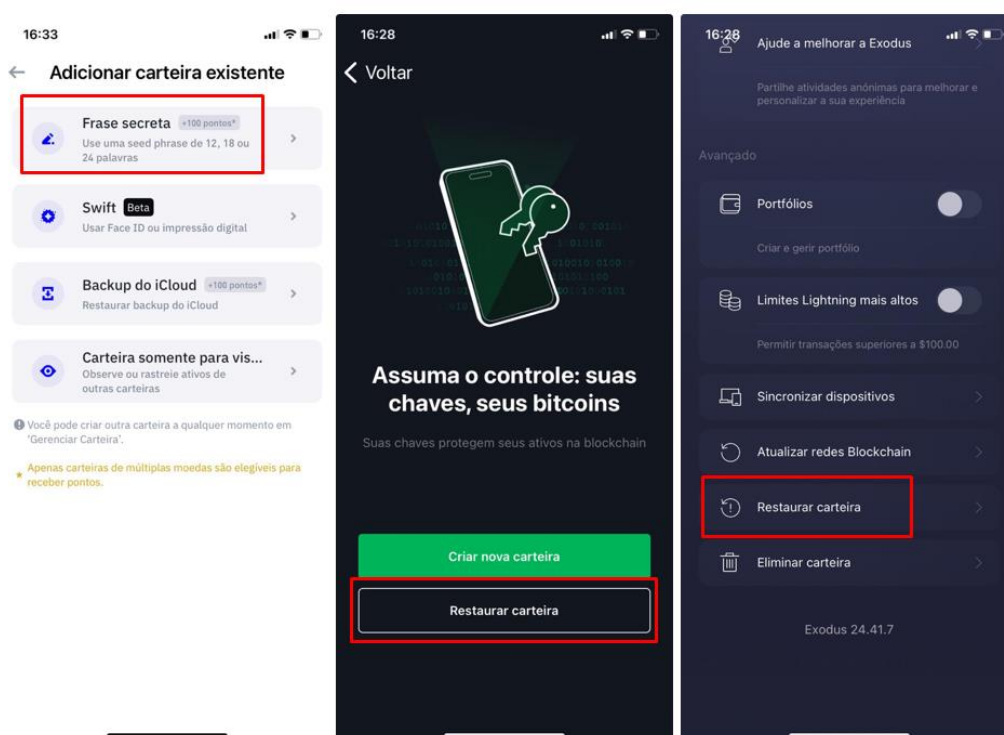 16:33
Adicionar carteira existente
Frase secreta +100 pontos*
Use uma seed phrase de 12, 18 ou
24 palavras
Swift Beta
Usar Face ID ou impressão digital
Backup do iCloud +100 pontos*
Restaurar backup do iCloud
Carteira somente para vis...
Observe ou rastreie ativos de
outras carteiras
Você pode criar outra carteira a qualquer momento em
'Gerenciar Carteira'.
* Apenas carteiras de múltiplas moedas são elegíveis para
receber pontos.
16:28
Voltar
Assuma o controle: suas
chaves, seus bitcoins
Suas chaves protegem seus ativos na blockchain
Criar nova carteira
Restaurar carteira
16:28
Ajude a melhorar a Exodus
Partilhe atividades anónimas para melhorar e
personalizar a sua experiência
Avançado
Portfólios
Criar e gerir portfólio
Limites Lightning mais altos
Permitir transações superiores a $100.00
Sincronizar dispositivos
Atualizar redes Blockchain
Restaurar carteira
Eliminar carteira
Exodus 24.41.7